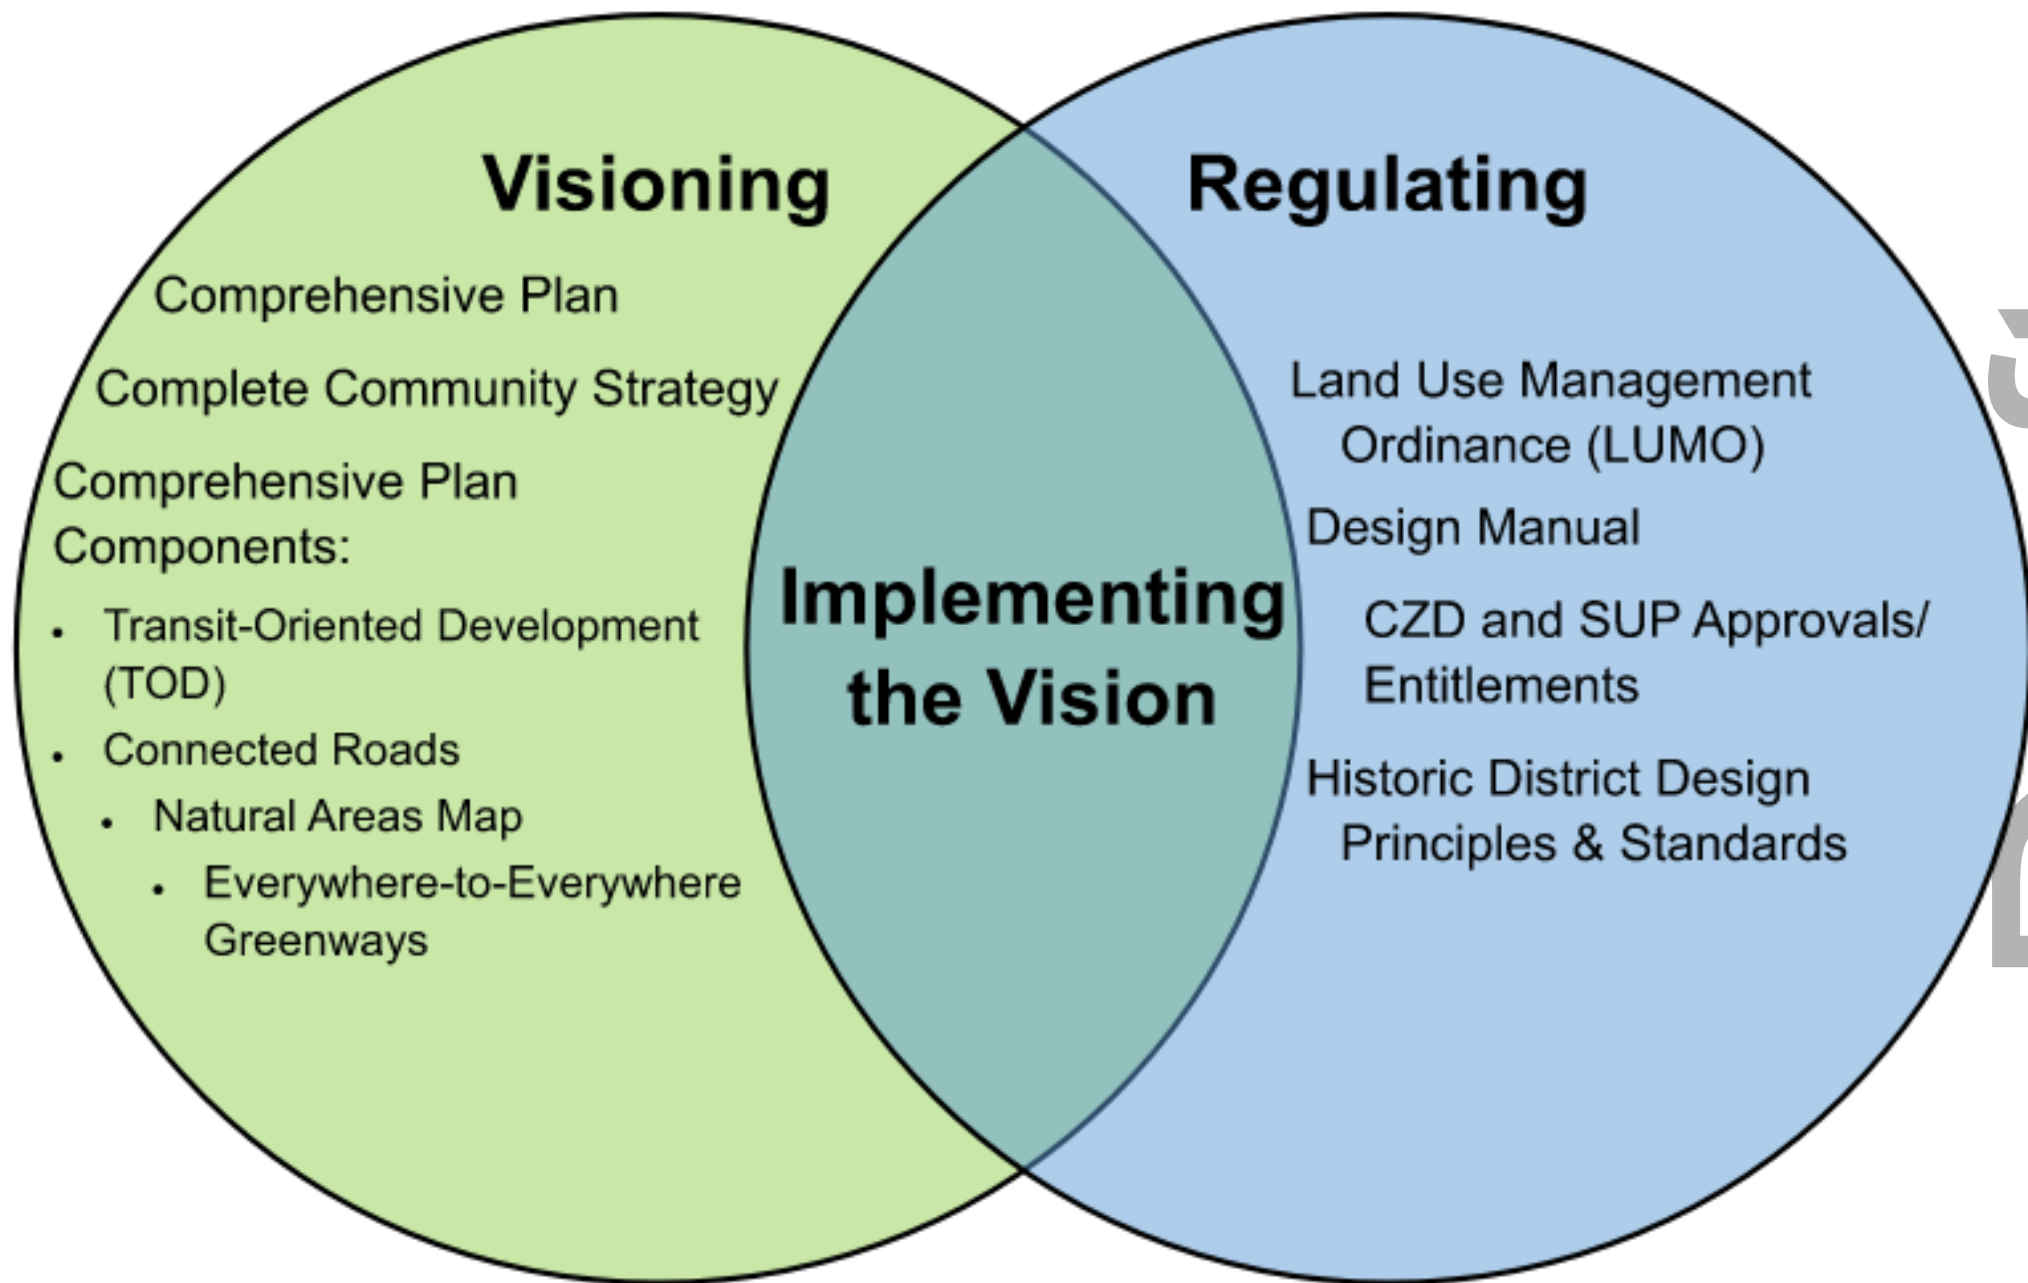 Visioning
Comprehensive Plan
Complete Community Strategy
Comprehensive Plan
Components:
• Transit-Oriented Development
(TOD)
• Connected Roads
• Natural Areas Map
• Everywhere-to-Everywhere
Greenways
Implementing
the Vision
Regulating
Land Use Management
Ordinance (LUMO)
Design Manual
CZD and SUP Approvals/
Entitlements
Historic District Design
Principles & Standards